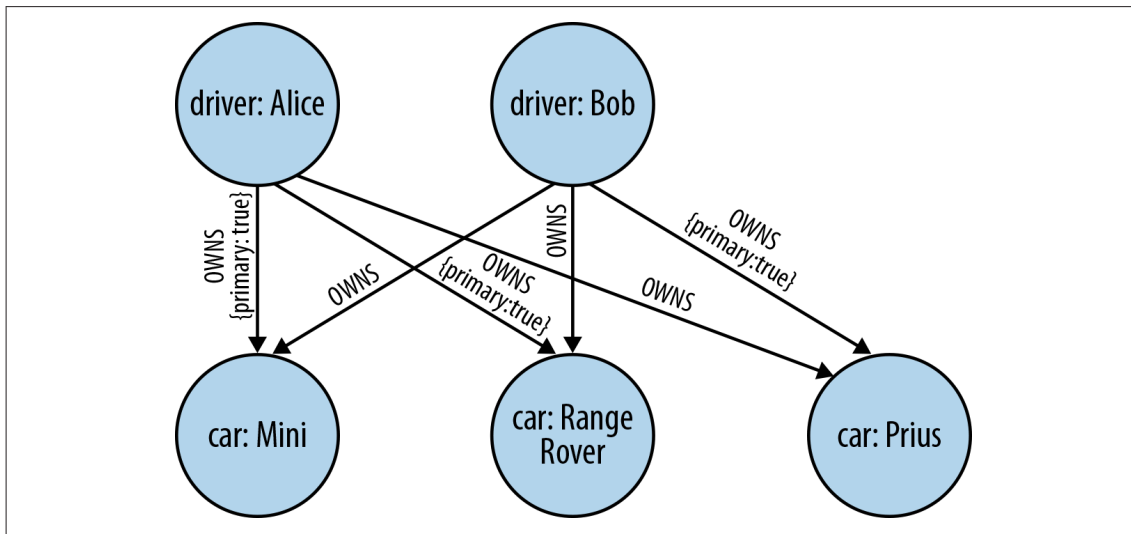 driver: Alice
driver: Bob
OWNS
{primary: true}
OWNS
OWNS
{primary:true}
OWNS
OWNS
{primary:true}
OWNS
car: Mini
car: Range
Rover
car: Prius